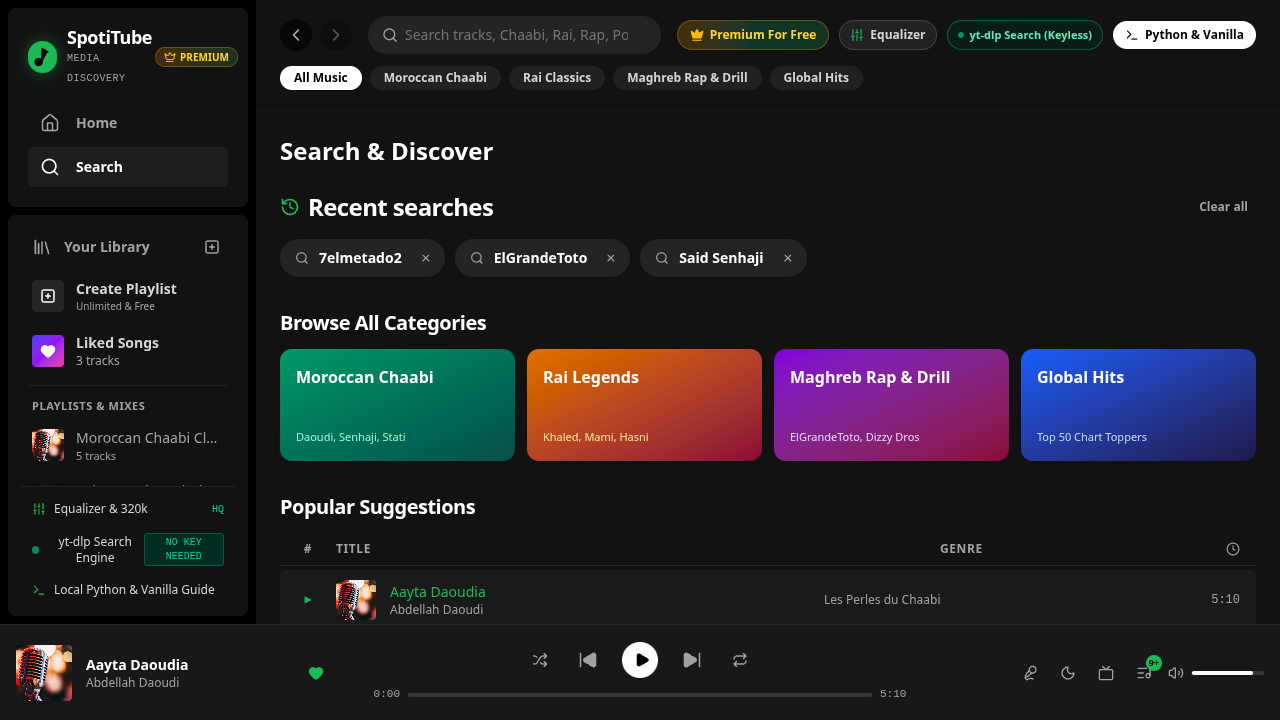 SpotiTube
MEDIA DISCOVERY
PREMIUM
Home
Search
Your Library
Create Playlist
Unlimited & Free
Liked Songs
3 tracks
PLAYLISTS & MIXES
Moroccan Chaabi Cl...
5 tracks
Equalizer & 320k
HQ
yt-dlp Search Engine
NO KEY NEEDED
Local Python & Vanilla Guide
Search tracks, Chaabi, Rai, Rap, Po
Premium For Free
Equalizer
yt-dlp Search (Keyless)
Python & Vanilla
All Music
Moroccan Chaabi
Rai Classics
Maghreb Rap & Drill
Global Hits
Search & Discover
Recent searches
Clear all
7elmetado2 ×
ElGrandeToto ×
Said Senhaji ×
Browse All Categories
Moroccan Chaabi
Daoudi, Senhaji, Stati
Rai Legends
Khaled, Mami, Hasni
Maghreb Rap & Drill
ElGrandeToto, Dizzy Dros
Global Hits
Top 50 Chart Toppers
Popular Suggestions
# TITLE GENRE
Aayta Daoudia
Abdellah Daoudi
Les Perles du Chaabi
5:10
Aayta Daoudia
Abdellah Daoudi
0:00
5:10
9+